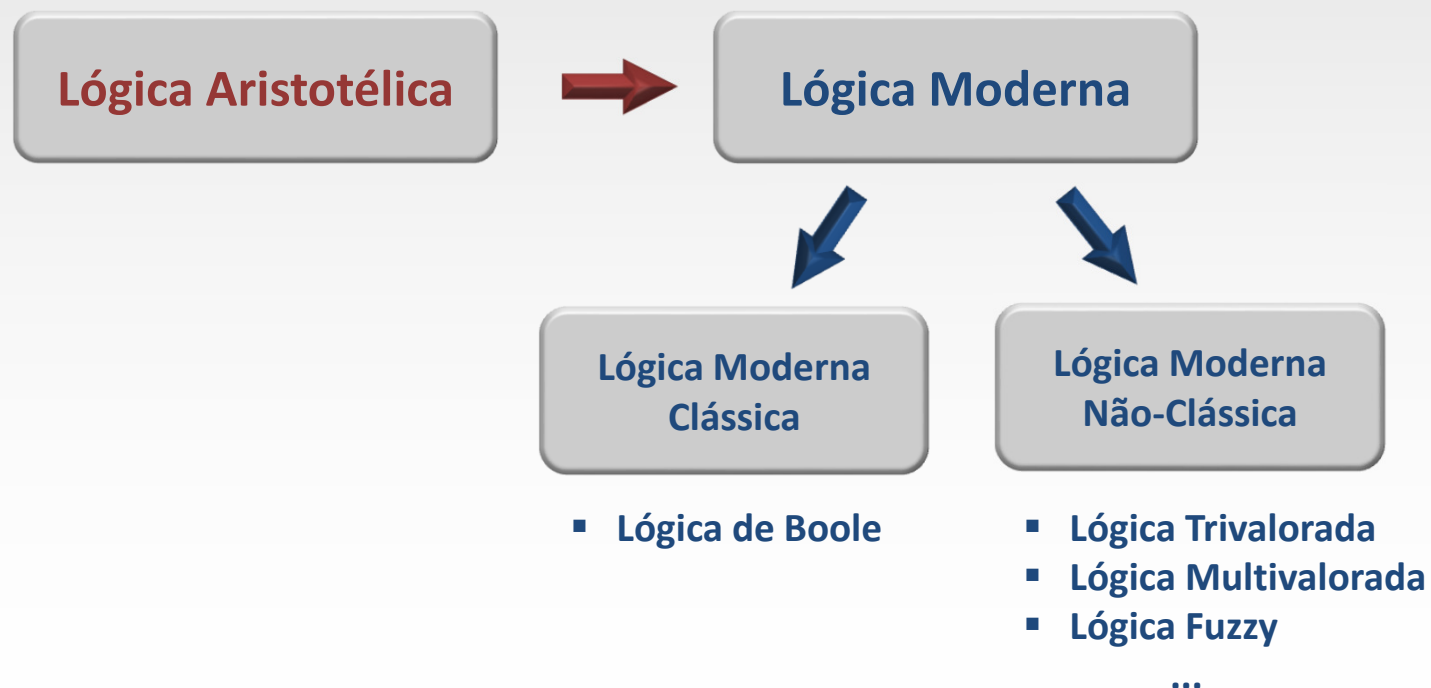 Lógica Aristotélica
Lógica Moderna
Lógica Moderna
Clássica
Lógica Moderna
Não-Clássica
▪ Lógica de Boole
▪ Lógica Trivalorada
▪ Lógica Multivalorada
▪ Lógica Fuzzy
...